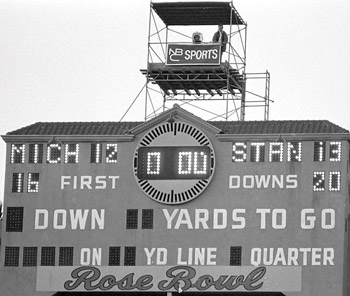 NBC SPORTS
MICH 12 0 00 STAN 13
16 FIRST DOWNS 20
DOWN YARDS TO GO
ON YD LINE QUARTER
Rose Bowl